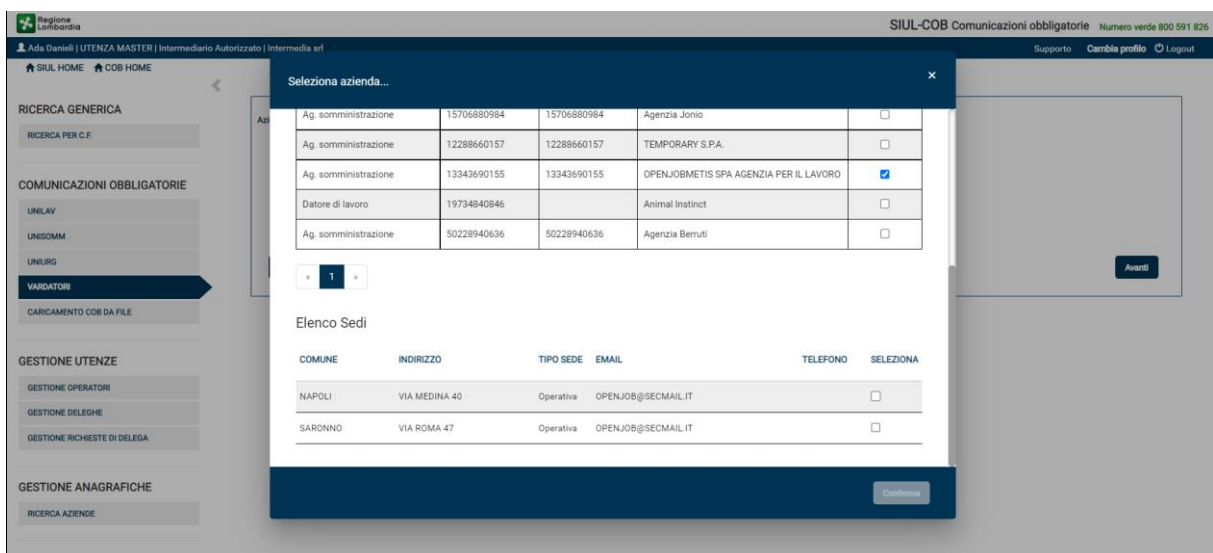 Regione
Lombardia
SIUL-COB Comunicazioni obbligatorie Numero verde 800 591 826
Ada Danieli | UTENZA MASTER | Intermediario Autorizzato | Intermedia srl
Supporto Cambia profilo Logout
SIUL HOME COB HOME
RICERCA GENERICA
RICERCA PER C.F.
COMUNICAZIONI OBBLIGATORIE
UNILAV
UNISOMM
UNIURG
VARDATORI
CARICAMENTO COB DA FILE
GESTIONE UTENZE
GESTIONE OPERATORI
GESTIONE DELEGHE
GESTIONE RICHIESTE DI DELEGA
GESTIONE ANAGRAFICHE
RICERCA AZIENDE
Seleziona azienda... ×
Ag. somministrazione 15706880984 15706880984 Agenzia Jonio
Ag. somministrazione 12288660157 12288660157 TEMPORARY S.P.A.
Ag. somministrazione 13343690155 13343690155 OPENJOBMETIS SPA AGENZIA PER IL LAVORO
Datore di lavoro 19734840846 Animal Instinct
Ag. somministrazione 50228940636 50228940636 Agenzia Berruti
« 1 »
Elenco Sedi
COMUNE INDIRIZZO TIPO SEDE EMAIL TELEFONO SELEZIONA
NAPOLI VIA MEDINA 40 Operativa OPENJOB@SECMAIL.IT
SARONNO VIA ROMA 47 Operativa OPENJOB@SECMAIL.IT
Conferma
Avanti